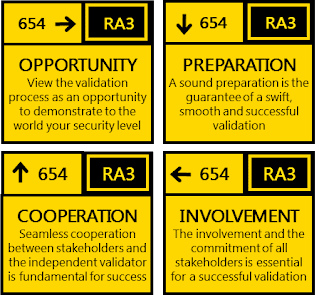 654 → RA3
OPPORTUNITY
View the validation
process as an opportunity
to demonstrate to the
world your security level
↓ 654 RA3
PREPARATION
A sound preparation is the
guarantee of a swift,
smooth and successful
validation
↑ 654 RA3
COOPERATION
Seamless cooperation
between stakeholders and
the independent validator
is fundamental for success
← 654 RA3
INVOLVEMENT
The involvement and the
commitment of all
stakeholders is essential
for a successful validation